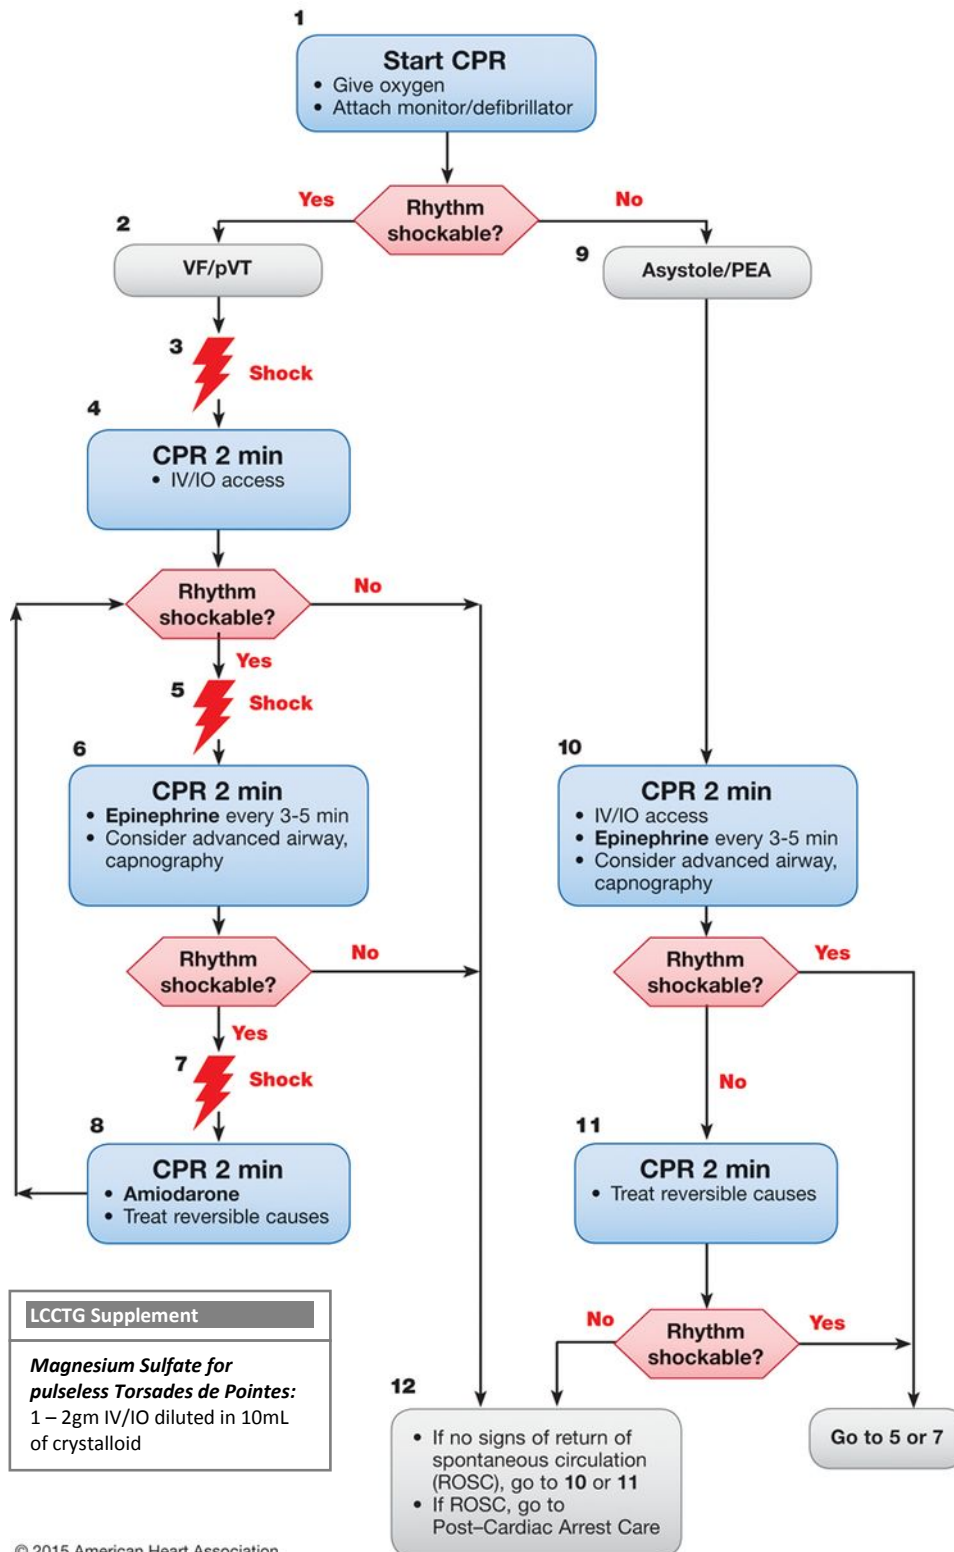 1
Start CPR
• Give oxygen
• Attach monitor/defibrillator
Rhythm
shockable?
Yes
No
2
VF/pVT
9
Asystole/PEA
3
Shock
4
CPR 2 min
• IV/IO access
Rhythm
shockable?
No
Yes
5
Shock
6
CPR 2 min
• Epinephrine every 3-5 min
• Consider advanced airway,
capnography
Rhythm
shockable?
No
Yes
7
Shock
8
CPR 2 min
• Amiodarone
• Treat reversible causes
10
CPR 2 min
• IV/IO access
• Epinephrine every 3-5 min
• Consider advanced airway,
capnography
Rhythm
shockable?
Yes
No
11
CPR 2 min
• Treat reversible causes
Rhythm
shockable?
No
Yes
12
• If no signs of return of
spontaneous circulation
(ROSC), go to 10 or 11
• If ROSC, go to
Post–Cardiac Arrest Care
Go to 5 or 7
LCCTG Supplement
Magnesium Sulfate for
pulseless Torsades de Pointes:
1 – 2gm IV/IO diluted in 10mL
of crystalloid
© 2015 American Heart Association